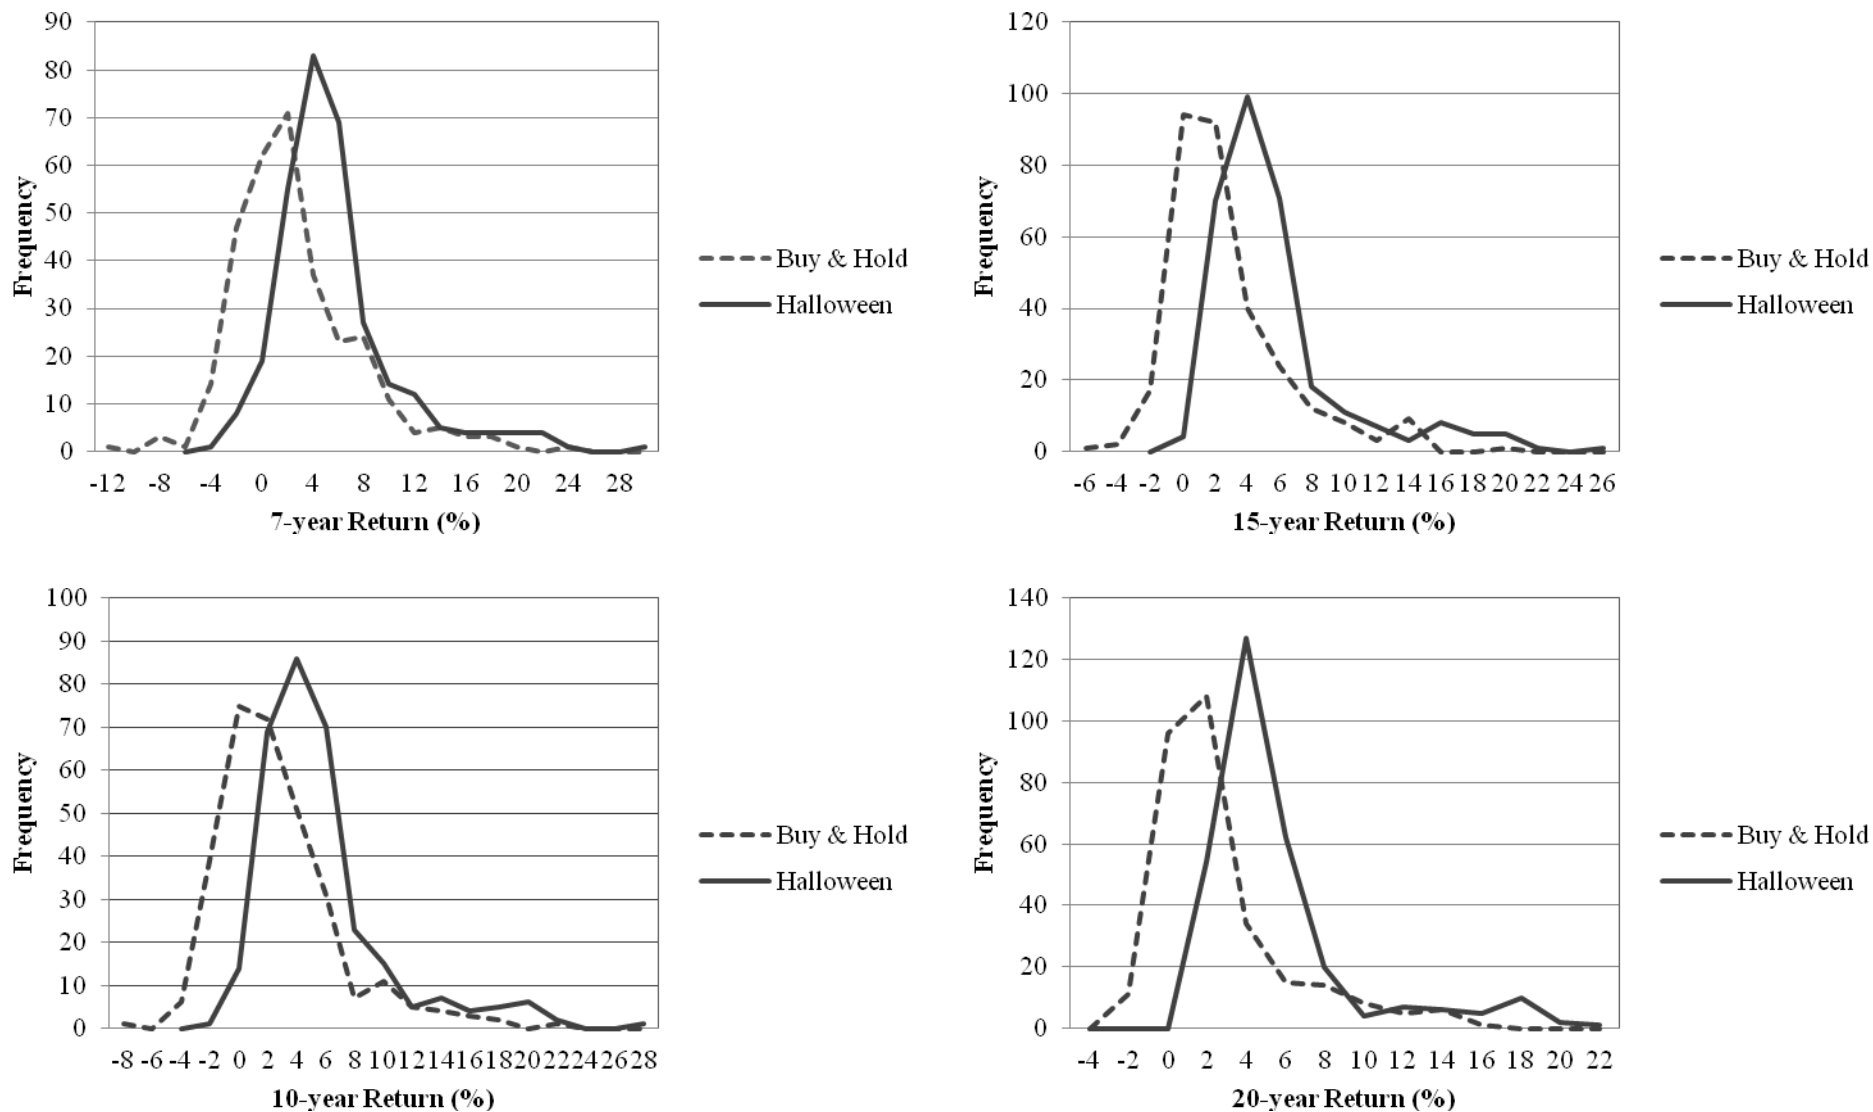 90
80
70
60
50
40
30
20
10
0
Frequency
-12 -8 -4 0 4 8 12 16 20 24 28
7-year Return (%)
Buy & Hold
Halloween
120
100
80
60
40
20
0
Frequency
-6 -4 -2 0 2 4 6 8 10 12 14 16 18 20 22 24 26
15-year Return (%)
Buy & Hold
Halloween
100
90
80
70
60
50
40
30
20
10
0
Frequency
-8 -6 -4 -2 0 2 4 6 8 10 12 14 16 18 20 22 24 26 28
10-year Return (%)
Buy & Hold
Halloween
140
120
100
80
60
40
20
0
Frequency
-4 -2 0 2 4 6 8 10 12 14 16 18 20 22
20-year Return (%)
Buy & Hold
Halloween